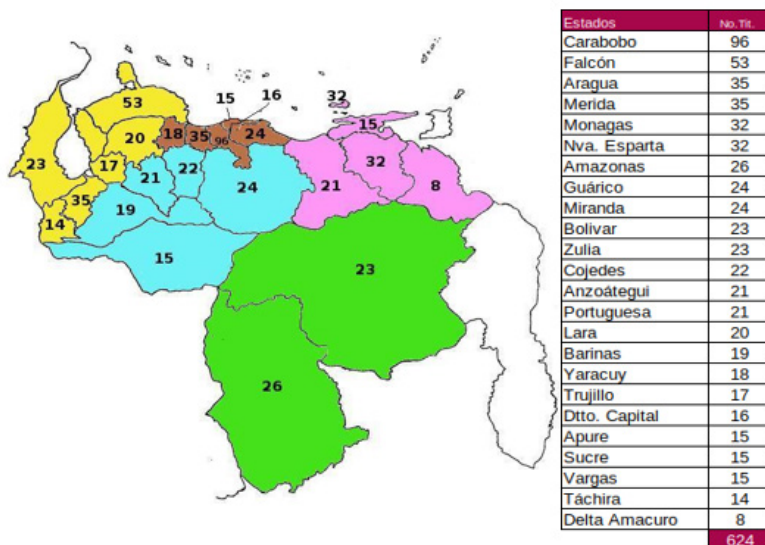 32
15
16
53
15
18
35
96
24
20
32
23
17
21
22
8
24
21
35
19
14
15
23
26
Estados No.Tit.
Carabobo 96
Falcón 53
Aragua 35
Merida 35
Monagas 32
Nva. Esparta 32
Amazonas 26
Guárico 24
Miranda 24
Bolivar 23
Zulia 23
Cojedes 22
Anzoátegui 21
Portuguesa 21
Lara 20
Barinas 19
Yaracuy 18
Trujillo 17
Dtto. Capital 16
Apure 15
Sucre 15
Vargas 15
Táchira 14
Delta Amacuro 8
624